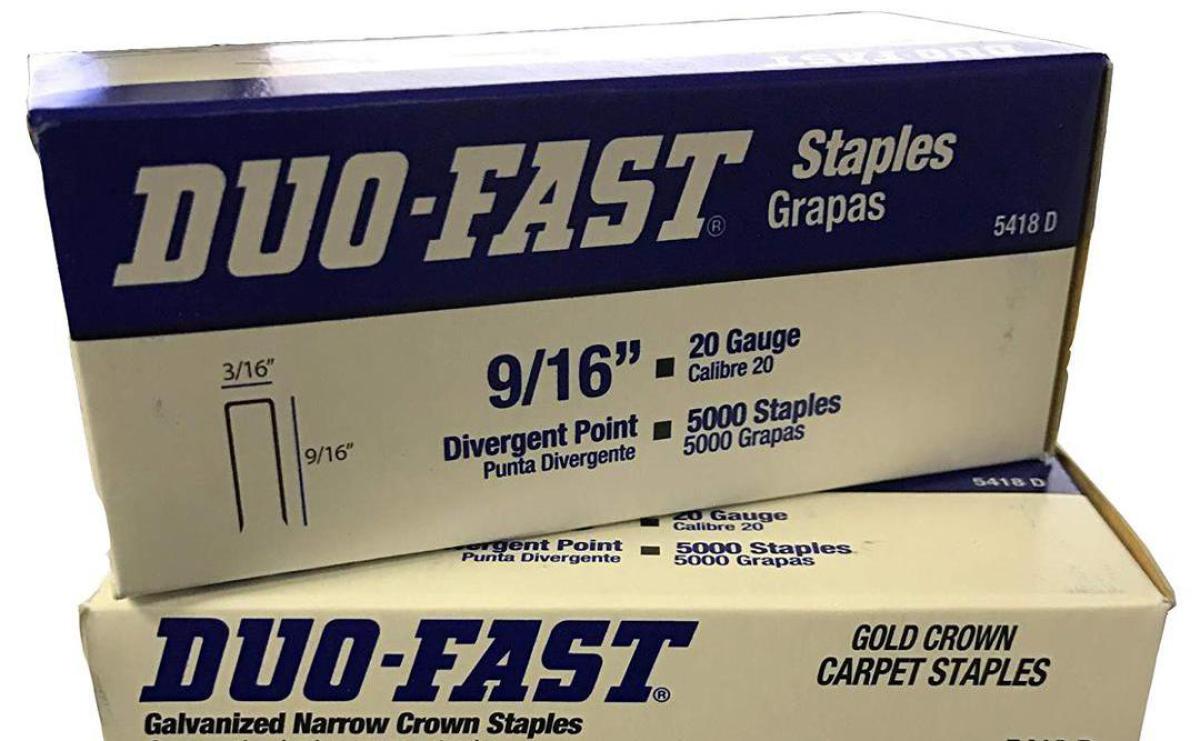 DUO-FAST
DUO-FAST®
Staples
Grapas
5418 D
3/16"
9/16"
9/16”
20 Gauge
Calibre 20
Divergent Point
Punta Divergente
5000 Staples
5000 Grapas
5418 D
20 Gauge
Calibre 20
Point
Punta Divergente
5000 Staples
5000 Grapas
DUO-FAST®
GOLD CROWN
CARPET STAPLES
Galvanized Narrow Crown Staples